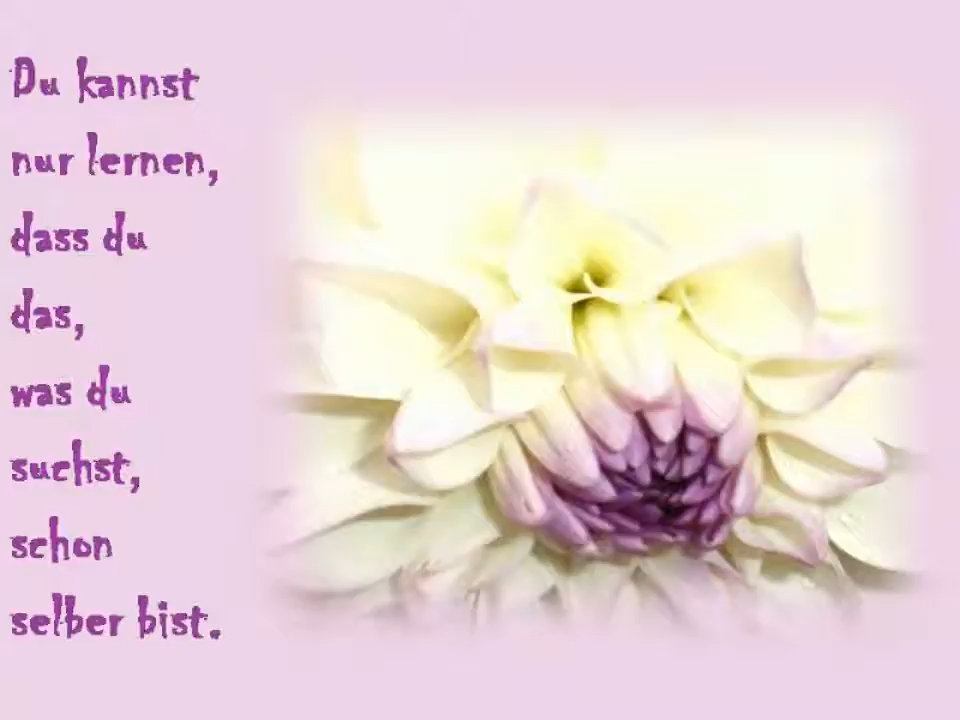 Du kannst
nur lernen,
dass du
das,
was du
suchst,
schon
selber bist.